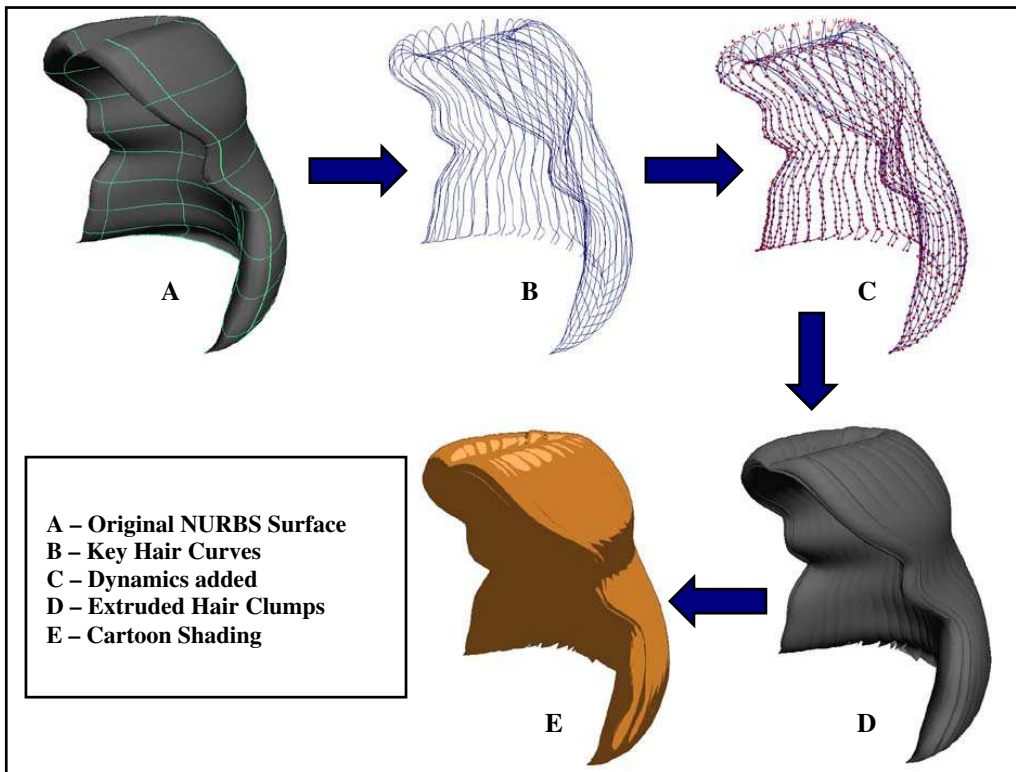 A
B
C
A – Original NURBS Surface
B – Key Hair Curves
C – Dynamics added
D – Extruded Hair Clumps
E – Cartoon Shading
E
D